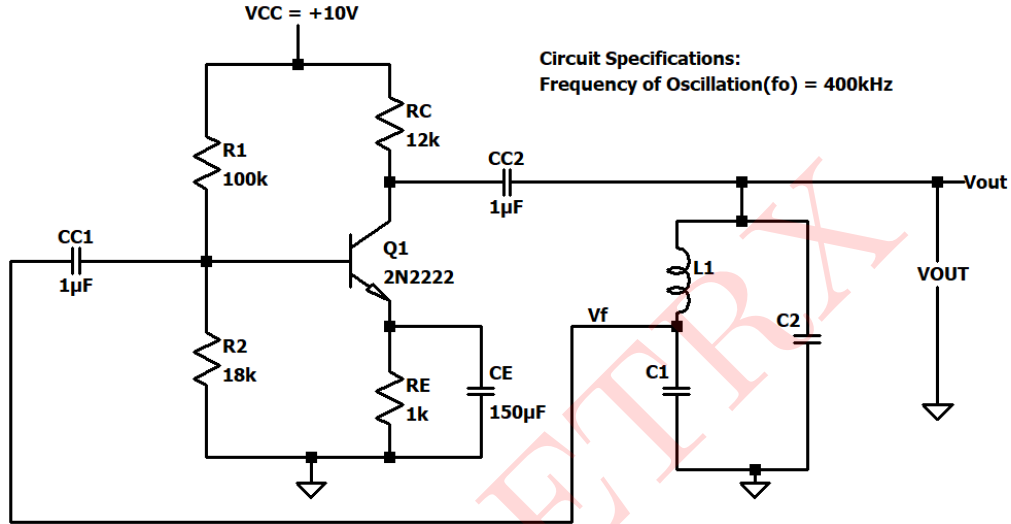 VCC = +10V
Circuit Specifications:
Frequency of Oscillation(fo) = 400kHz
RC
12k
R1
100k
CC2
1µF
Vout
CC1
1µF
Q1
2N2222
L1
VOUT
Vf
C2
R2
18k
RE
1k
CE
150µF
C1
ETRX